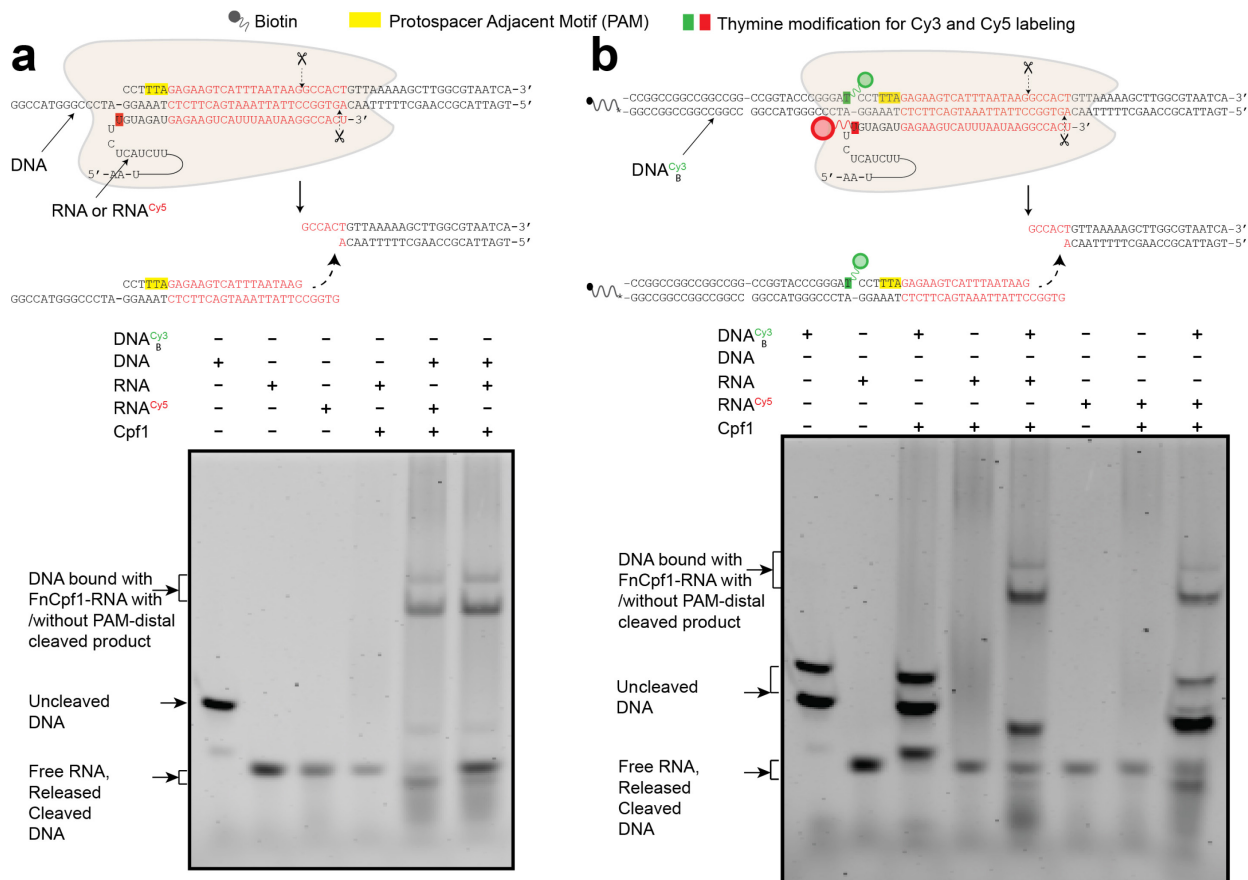 Biotin
Protospacer Adjacent Motif (PAM)
Thymine modification for Cy3 and Cy5 labeling
a
CCTTTAGAGAAGTCATTTAATAAGGCCACTGTTAAAAAGCTTGGCGTAATCA-3'
GGCCATGGGCCCTA-GGAAATCTCTTCAGTAAATTATTCCGGTGACAATTTTTCGAACCGCATTAGT-5'
UGUAGAUGAGAAGUCAUUUAAUAAGGCCACU-3'
U
C
UCAUCUU
5'-AA-U
DNA
RNA or RNACy5
GCCACTGTTAAAAAGCTTGGCGTAATCA-3'
ACAATTTTTCGAACCGCATTAGT-5'
CCTTTAGAGAAGTCATTTAATAAG
GGCCATGGGCCCTA-GGAAATCTCTTCAGTAAATTATTCCGGTG
DNACy3B - - - - - -
DNA + - - - + +
RNA - + - + - +
RNACy5 - - + - + -
Cpf1 - - - + + +
DNA bound with
FnCpf1-RNA with
/without PAM-distal
cleaved product
Uncleaved
DNA
Free RNA,
Released
Cleaved
DNA
b
-CCGGCCGGCCGGCCGG-CCGGTACCCGGGATCCTTTAGAGAAGTCATTTAATAAGGCCACTGTTAAAAAGCTTGGCGTAATCA-3'
-GGCCGGCCGGCCGGCC GGCCATGGGCCCTA-GGAAATCTCTTCAGTAAATTATTCCGGTGACAATTTTTCGAACCGCATTAGT-5'
GUAGAUGAGAAGUCAUUUAAUAAGGCCACU-3'
U
C
UCAUCUU
5'-AA-U
DNACy3B
GCCACTGTTAAAAAGCTTGGCGTAATCA-3'
ACAATTTTTCGAACCGCATTAGT-5'
-CCGGCCGGCCGGCCGG-CCGGTACCCGGGATCCTTTAGAGAAGTCATTTAATAAG
-GGCCGGCCGGCCGGCC GGCCATGGGCCCTA-GGAAATCTCTTCAGTAAATTATTCCGGTG
DNACy3B + - + - + - - +
DNA - - - - - - - -
RNA - + - + + - - -
RNACy5 - - - - - + + +
Cpf1 - - + + + - + +
DNA bound with
FnCpf1-RNA with
/without PAM-distal
cleaved product
Uncleaved
DNA
Free RNA,
Released
Cleaved
DNA